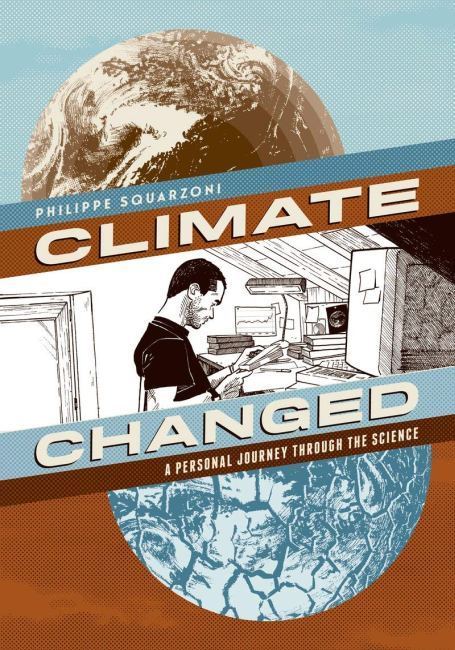 PHILIPPE SQUARZONI
CLIMATE
CHANGED
A PERSONAL JOURNEY THROUGH THE SCIENCE